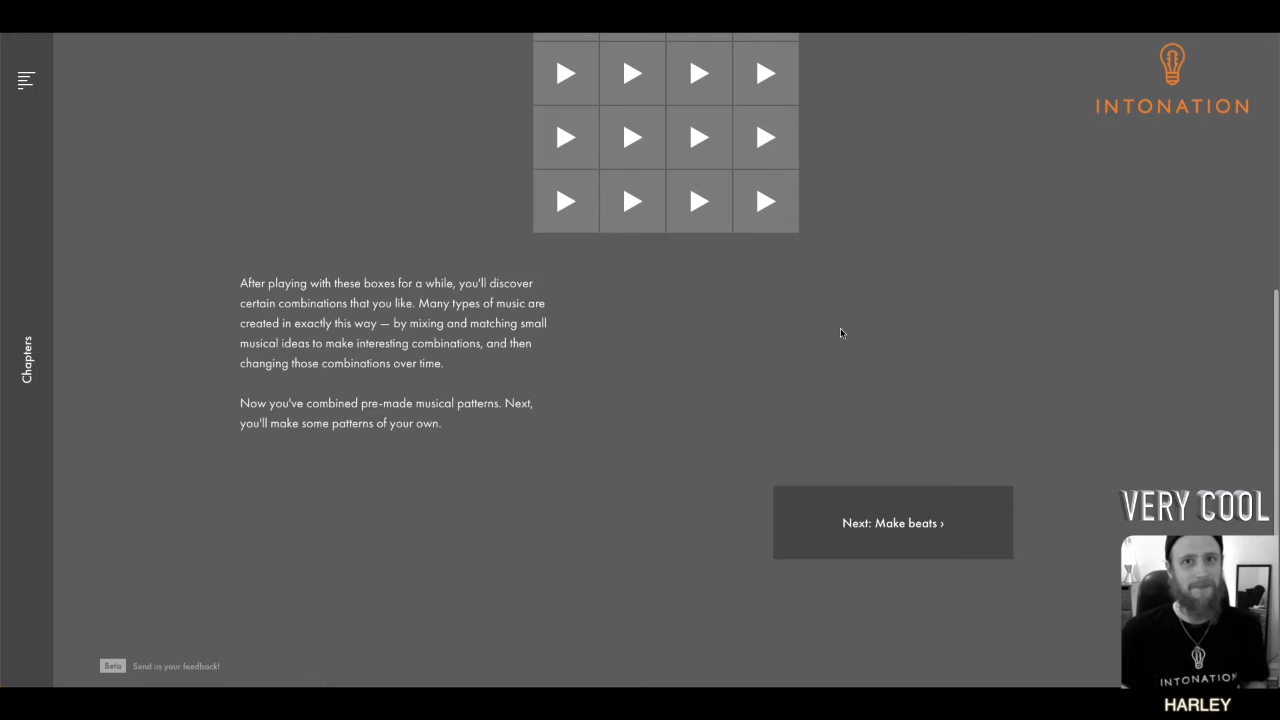 INTONATION
Chapters
After playing with these boxes for a while, you'll discover
certain combinations that you like. Many types of music are
created in exactly this way — by mixing and matching small
musical ideas to make interesting combinations, and then
changing those combinations over time.
Now you've combined pre-made musical patterns. Next,
you'll make some patterns of your own.
Next: Make beats ›
VERY COOL
INTONATION
HARLEY
Beta Send us your feedback!